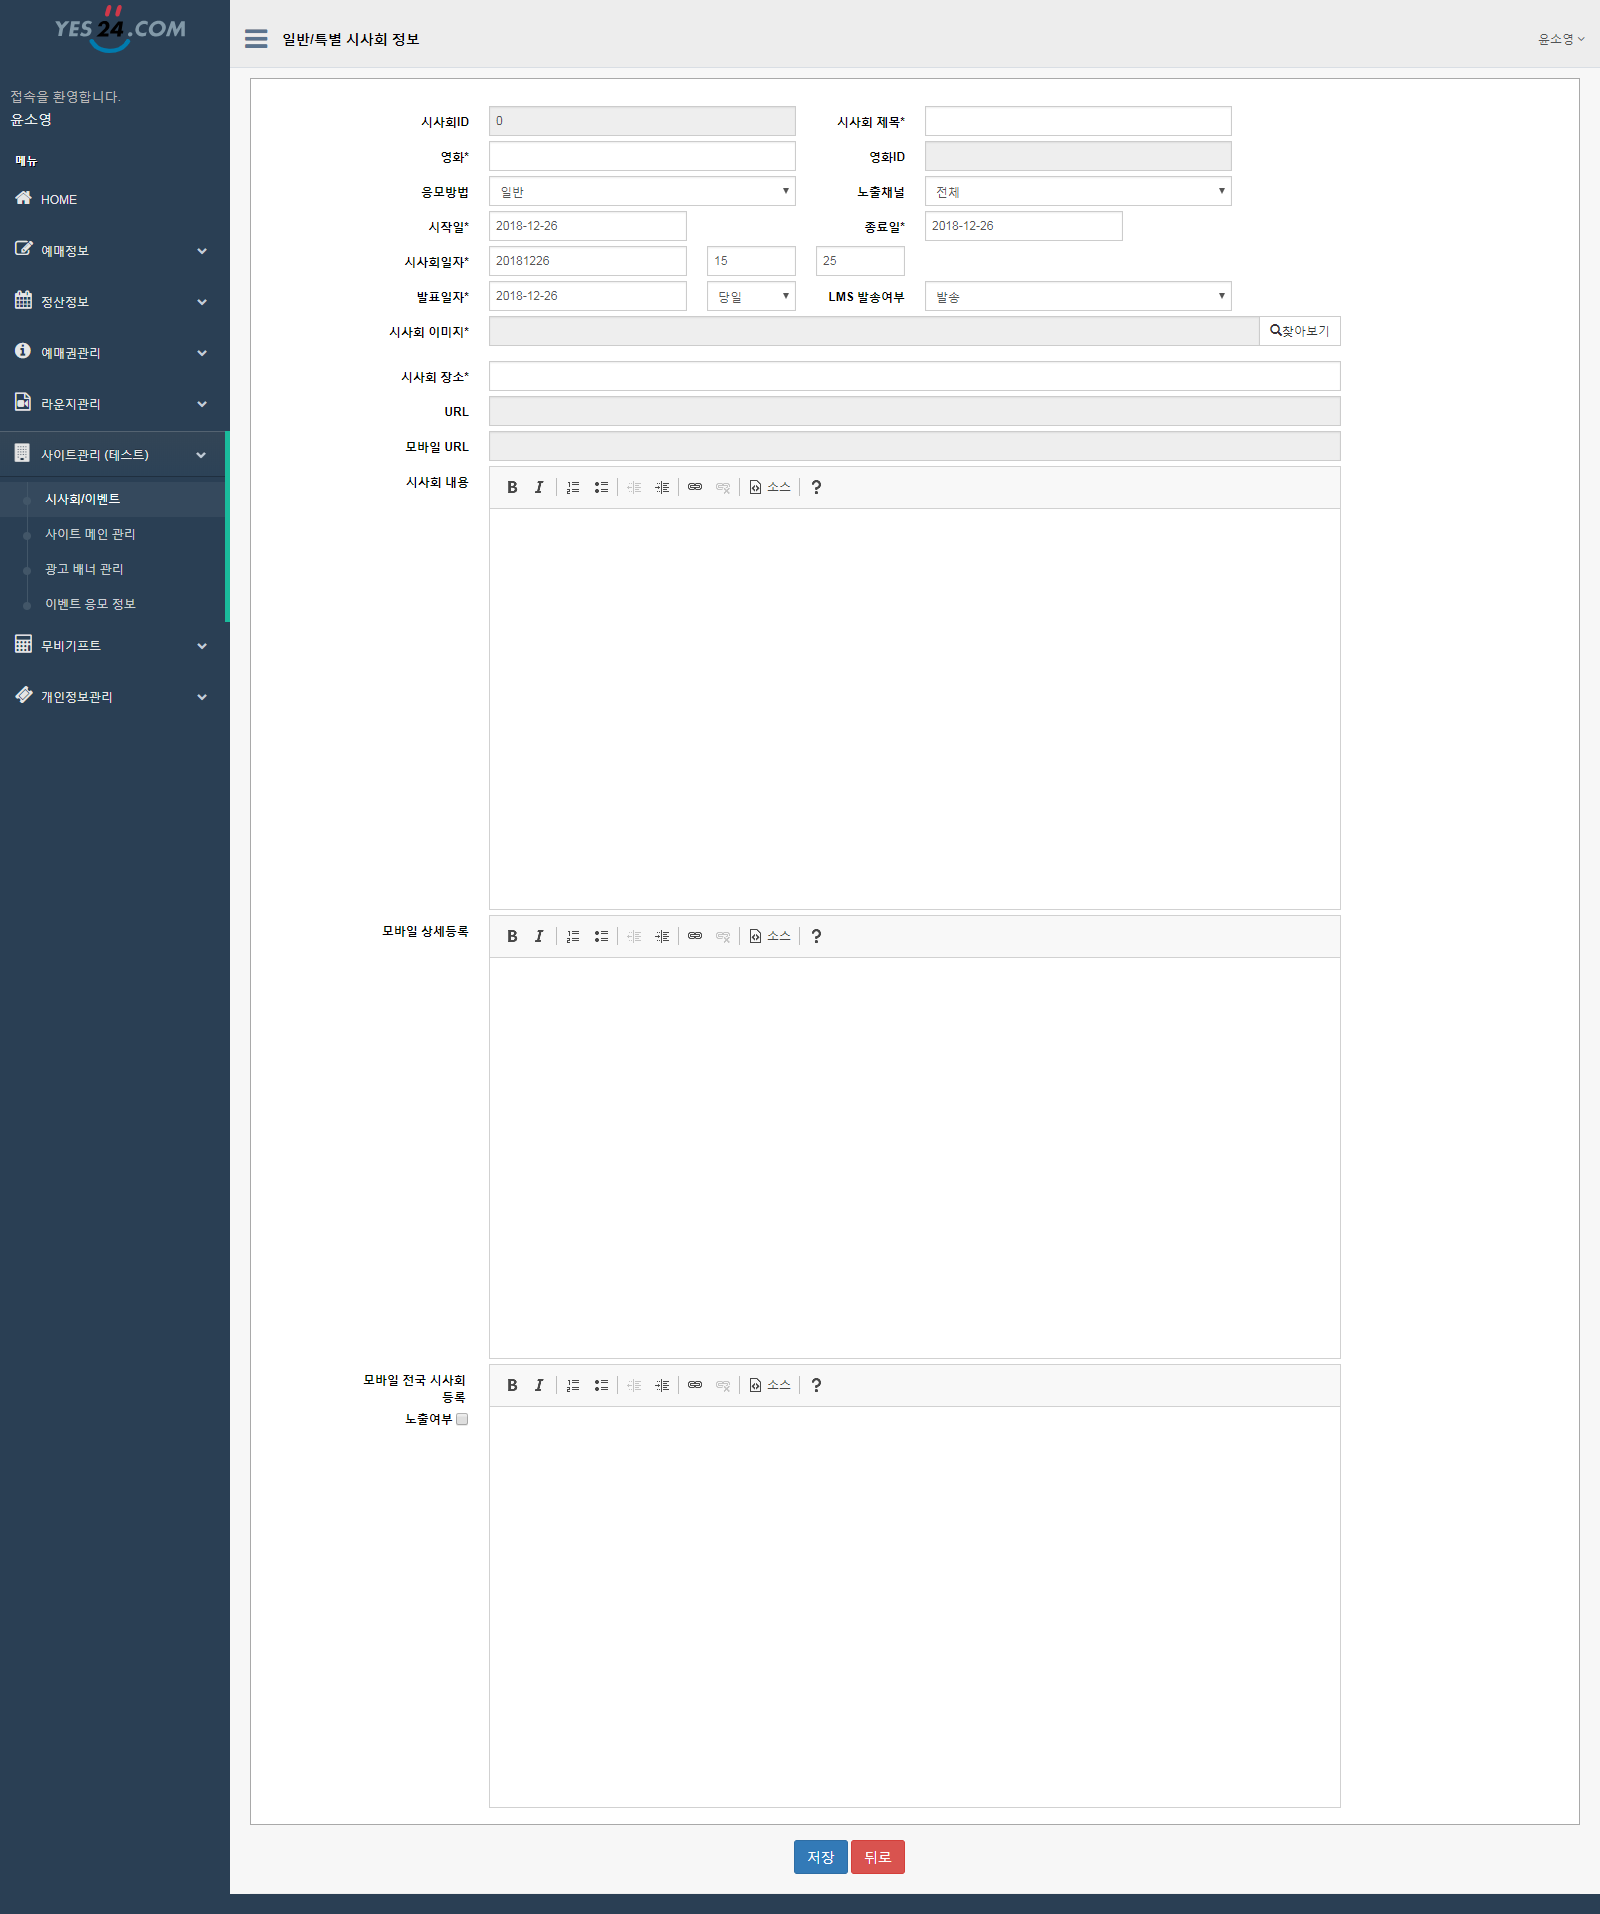 YES 24 .COM
일반/특별 시사회 정보
윤소영
접속을 환영합니다.
윤소영
메뉴
HOME
예매정보
정산정보
예매권관리
라운지관리
사이트관리 (테스트)
시사회/이벤트
사이트 메인 관리
광고 배너 관리
이벤트 응모 정보
무비기프트
개인정보관리
시사회ID 0 시사회 제목*
영화* 영화ID
응모방법 일반 노출채널 전체
시작일* 2018-12-26 종료일* 2018-12-26
시사회일자* 20181226 15 25
발표일자* 2018-12-26 당일 LMS 발송여부 발송
시사회 이미지* 찾아보기
시사회 장소*
URL
모바일 URL
시사회 내용 B I 소스 ?
모바일 상세등록 B I 소스 ?
모바일 전국 시사회 B I 소스 ?
등록
노출여부
저장 뒤로